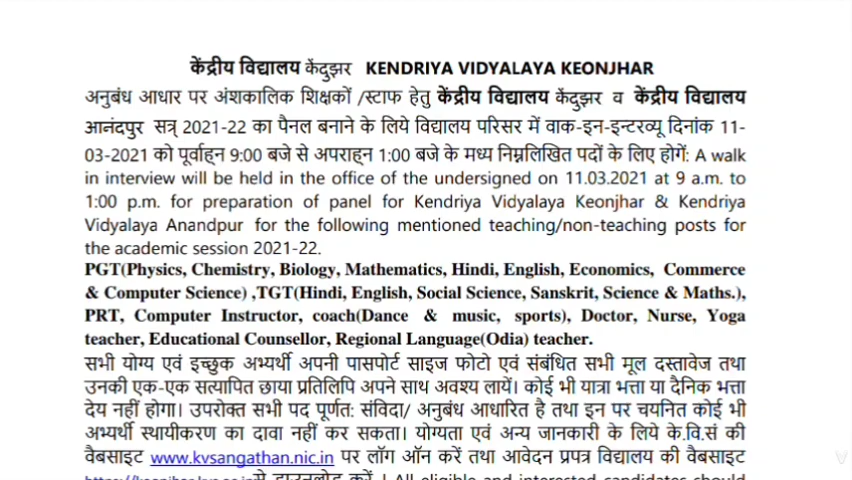 केंद्रीय विद्यालय केंदुझर KENDRIYA VIDYALAYA KEONJHAR
अनुबंध आधार पर अंशकालिक शिक्षकों /स्टाफ हेतु केंद्रीय विद्यालय केंदुझर व केंद्रीय विद्यालय
आनंदपुर सत्र् 2021-22 का पैनल बनाने के लिये विद्यालय परिसर में वाक-इन-इन्टरव्यू दिनांक 11-
03-2021 को पूर्वाहन 9:00 बजे से अपराह्न 1:00 बजे के मध्य निम्नलिखित पदों के लिए होगें: A walk
in interview will be held in the office of the undersigned on 11.03.2021 at 9 a.m. to
1:00 p.m. for preparation of panel for Kendriya Vidyalaya Keonjhar & Kendriya
Vidyalaya Anandpur for the following mentioned teaching/non-teaching posts for
the academic session 2021-22.
PGT(Physics, Chemistry, Biology, Mathematics, Hindi, English, Economics, Commerce
& Computer Science) ,TGT(Hindi, English, Social Science, Sanskrit, Science & Maths.),
PRT, Computer Instructor, coach(Dance & music, sports), Doctor, Nurse, Yoga
teacher, Educational Counsellor, Regional Language(Odia) teacher.
सभी योग्य एवं इच्छुक अभ्यर्थी अपनी पासपोर्ट साइज फोटो एवं संबंधित सभी मूल दस्तावेज तथा
उनकी एक-एक सत्यापित छाया प्रतिलिपि अपने साथ अवश्य लायें। कोई भी यात्रा भत्ता या दैनिक भत्ता
देय नहीं होगा। उपरोक्त सभी पद पूर्णत: संविदा/ अनुबंध आधारित है तथा इन पर चयनित कोई भी
अभ्यर्थी स्थायीकरण का दावा नहीं कर सकता। योग्यता एवं अन्य जानकारी के लिये के.वि.सं की
वैबसाइट www.kvsangathan.nic.in पर लॉग ऑन करें तथा आवेदन प्रपत्र विद्यालय की वैबसाइट
से डाउनलोड करें | All eligible and interested candidates should